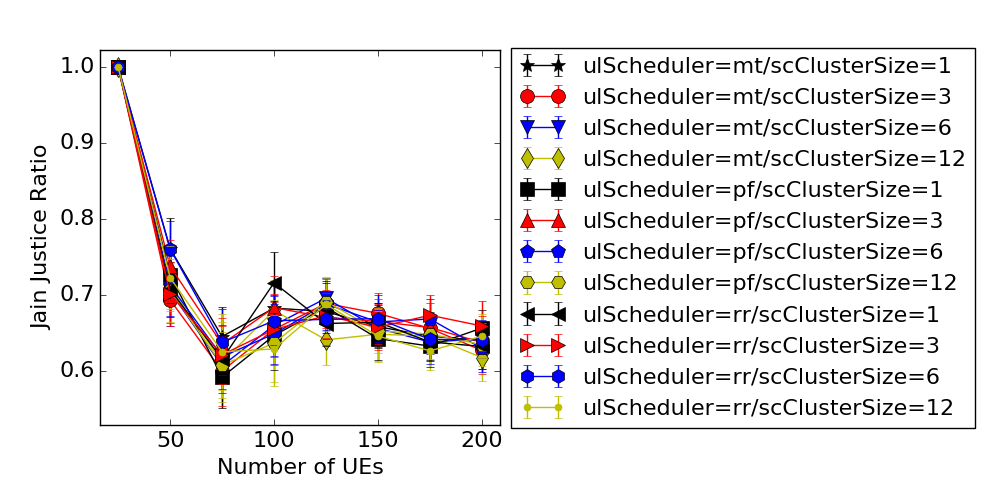 1.0
0.9
0.8
0.7
0.6
Jain Justice Ratio
50
100
150
200
Number of UEs
ulScheduler=mt/scClusterSize=1
ulScheduler=mt/scClusterSize=3
ulScheduler=mt/scClusterSize=6
ulScheduler=mt/scClusterSize=12
ulScheduler=pf/scClusterSize=1
ulScheduler=pf/scClusterSize=3
ulScheduler=pf/scClusterSize=6
ulScheduler=pf/scClusterSize=12
ulScheduler=rr/scClusterSize=1
ulScheduler=rr/scClusterSize=3
ulScheduler=rr/scClusterSize=6
ulScheduler=rr/scClusterSize=12